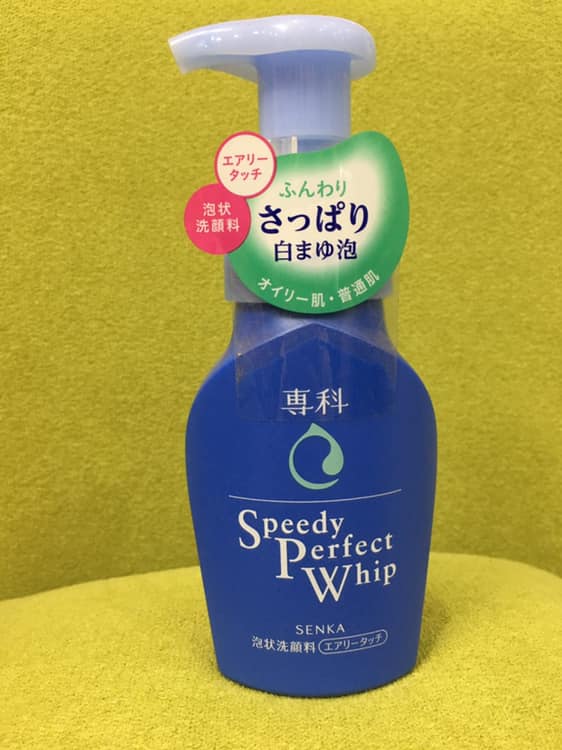 エアリー
タッチ
泡状
洗顔料
ふんわり
さっぱり
白まゆ泡
オイリー肌・普通肌
専科
Speedy
Perfect
Whip
SENKA
泡状洗顔料 エアリータッチ